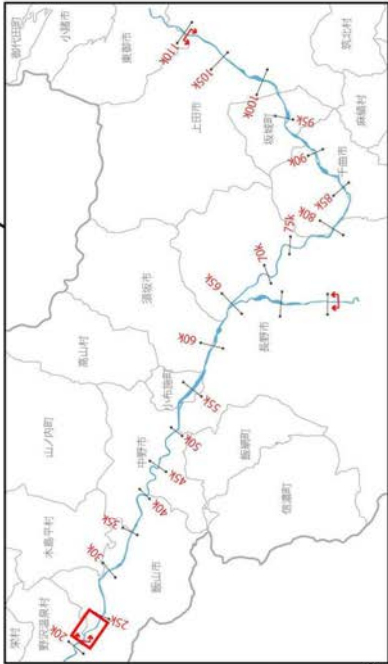 御代田町
小諸市
東御市
110k
105k
上田市
100k
筑北村
坂城町
95k
麻績村
90k
千曲市
85k
80k
75k
70k
65k
須坂市
長野市
高山村
60k
小布施町
55k
山ノ内町
50k
中野市
45k
飯綱町
信濃町
40k
35k
木島平村
30k
飯山市
野沢温泉村
25k
栄村
20k